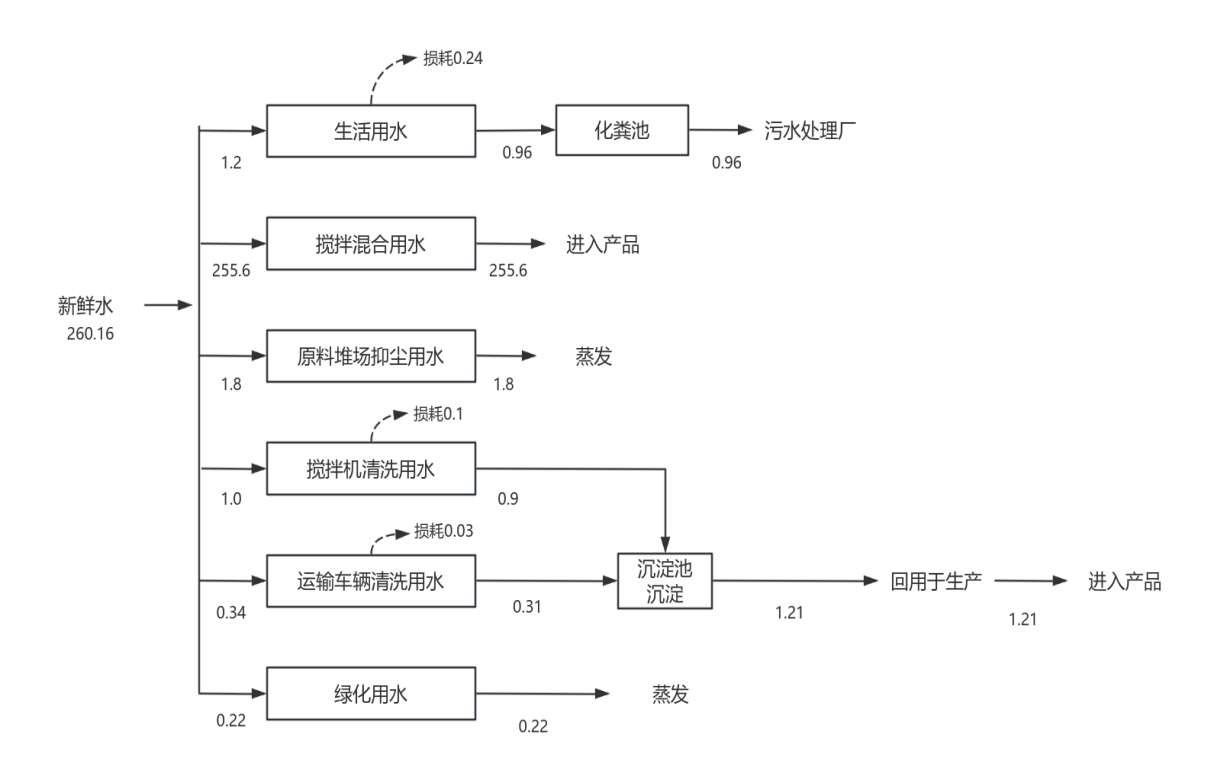 损耗0.24
生活用水
化粪池
污水处理厂
1.2
0.96
0.96
搅拌混合用水
进入产品
255.6
255.6
新鲜水
260.16
原料堆场抑尘用水
蒸发
1.8
1.8
损耗0.1
搅拌机清洗用水
1.0
0.9
损耗0.03
运输车辆清洗用水
沉淀池
沉淀
回用于生产
进入产品
0.34
0.31
1.21
1.21
绿化用水
蒸发
0.22
0.22